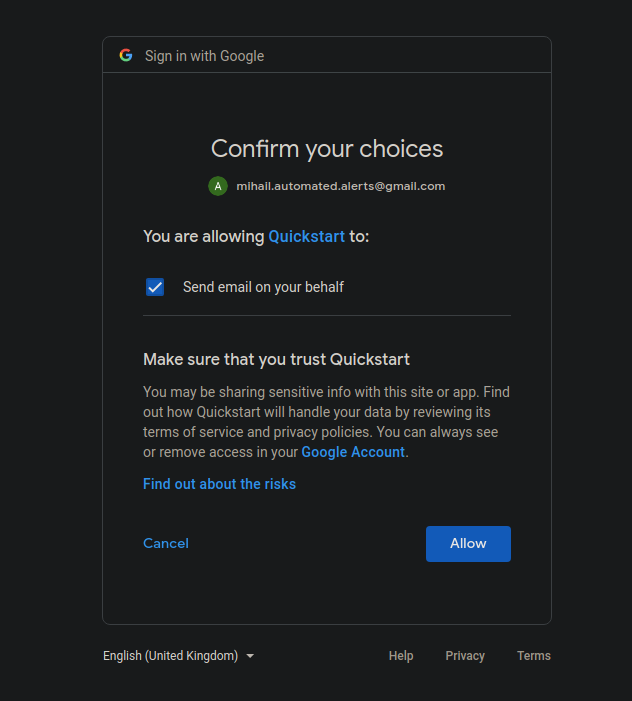 Sign in with Google
Confirm your choices
A mihail.automated.alerts@gmail.com
You are allowing Quickstart to:
Send email on your behalf
Make sure that you trust Quickstart
You may be sharing sensitive info with this site or app. Find
out how Quickstart will handle your data by reviewing its
terms of service and privacy policies. You can always see
or remove access in your Google Account.
Find out about the risks
Cancel Allow
English (United Kingdom) Help Privacy Terms